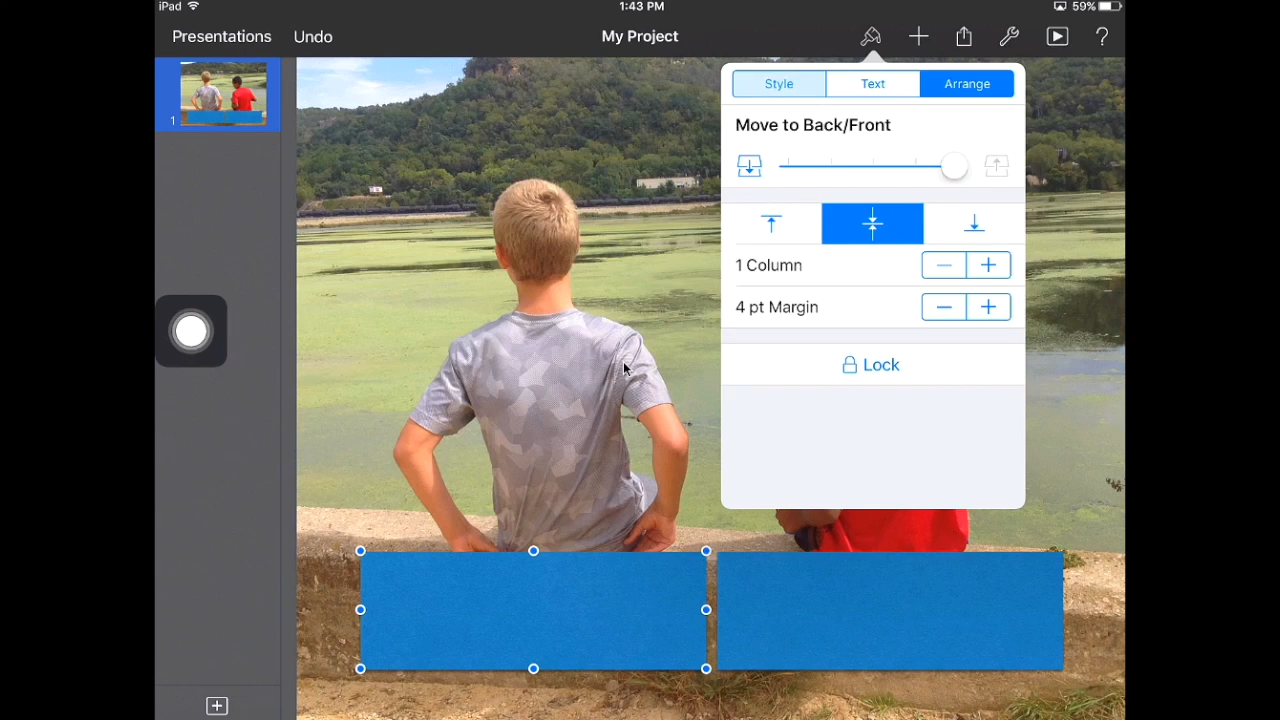 iPad 1:43 PM 59%
Presentations Undo My Project ?
Style Text Arrange
Move to Back/Front
1
1 Column
4 pt Margin
Lock